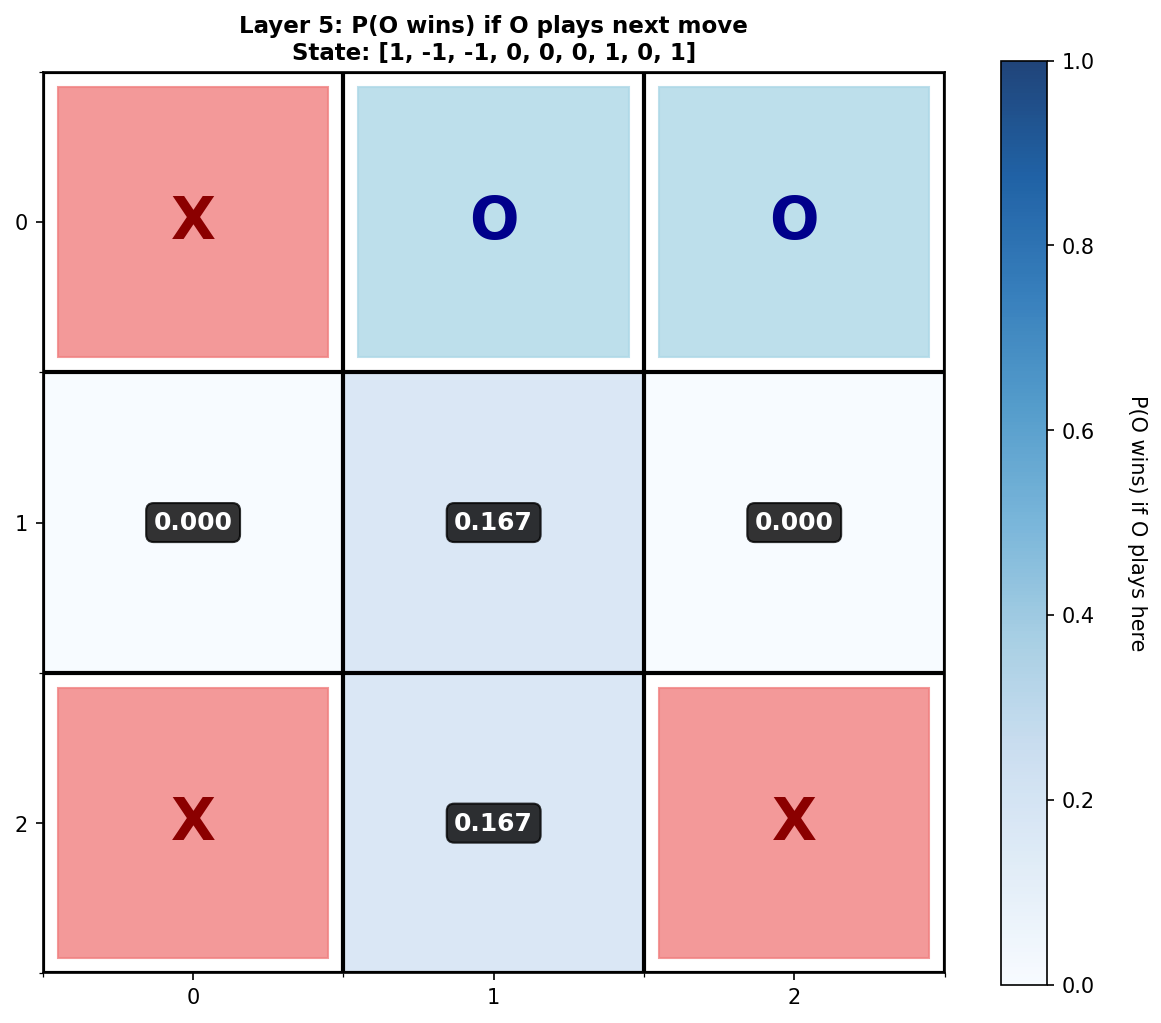 Layer 5: P(O wins) if O plays next move
State: [1, -1, -1, 0, 0, 0, 1, 0, 1]
1.0
0 X O O
0.8
0.6
P(O wins) if O plays here
1 0.000 0.167 0.000
0.4
0.2
2 X 0.167 X
0.0
0 1 2